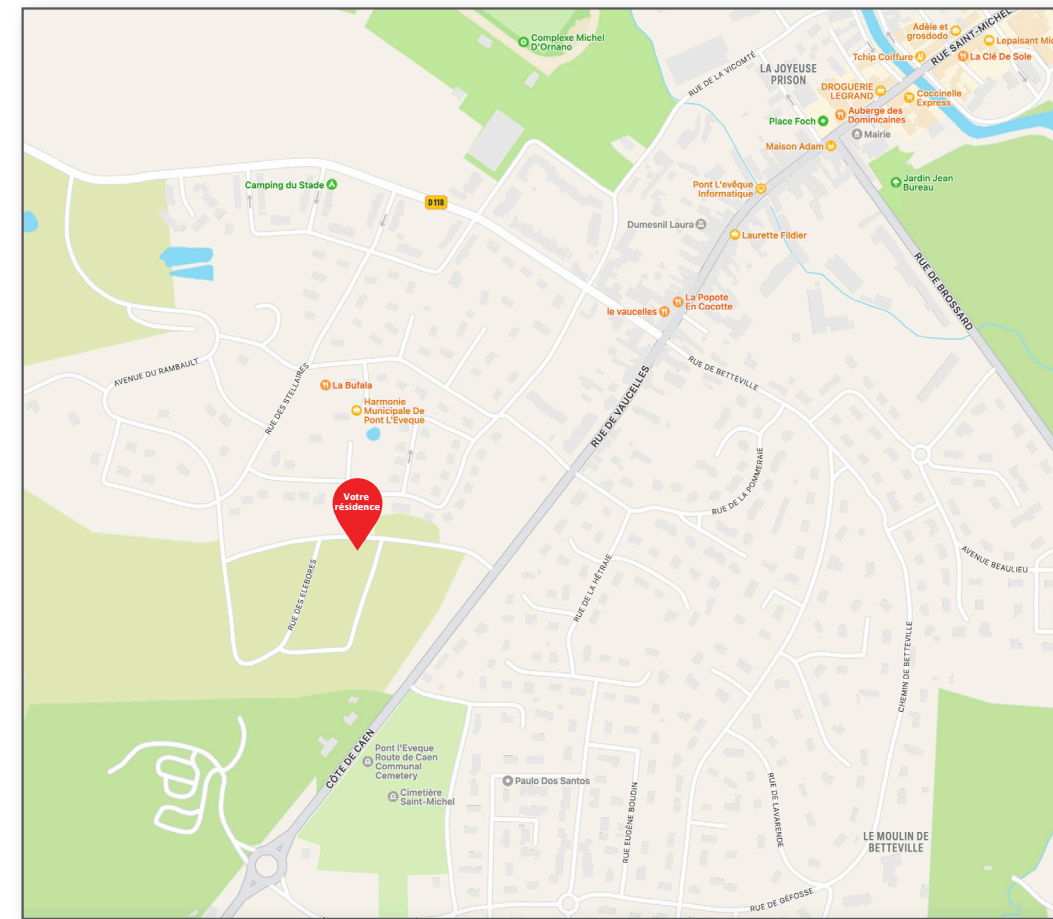 Complexe Michel
D'Ornano
Adèle et
grosdodo
RUE SAINT-MICHEL
Lepaisant Mic
Tchip Coiffure
La Clé De Sole
RUE DE LA VICOMTÉ
LA JOYEUSE
PRISON
DROGUERIE
LEGRAND
Coccinelle
Express
Auberge des
Dominicaines
Place Foch
Mairie
Maison Adam
Jardin Jean
Bureau
Camping du Stade
D118
Pont L'evêque
Informatique
Dumesnil Laura
Laurette Fildier
RUE DE BROSSARD
La Popote
En Cocotte
le vaucelles
RUE DE BETTEVILLE
AVENUE DU RAMBAULT
RUE DES STELLAIRES
La Bufala
Harmonie
Municipale De
Pont L'Eveque
RUE DE VAUCELLES
RUE DE LA POMMERAIE
Votre
résidence
RUE DES ELEBORES
RUE DE LA HÊTRAIE
AVENUE BEAULIEU
CHEMIN DE BETTEVILLE
CÔTE DE CAEN
Pont l'Eveque
Route de Caen
Communal
Cemetery
Cimetière
Saint-Michel
Paulo Dos Santos
RUE EUGÈNE BOUDIN
RUE DE LAVARENDE
LE MOULIN DE
BETTEVILLE
RUE DE GÉFOSSE